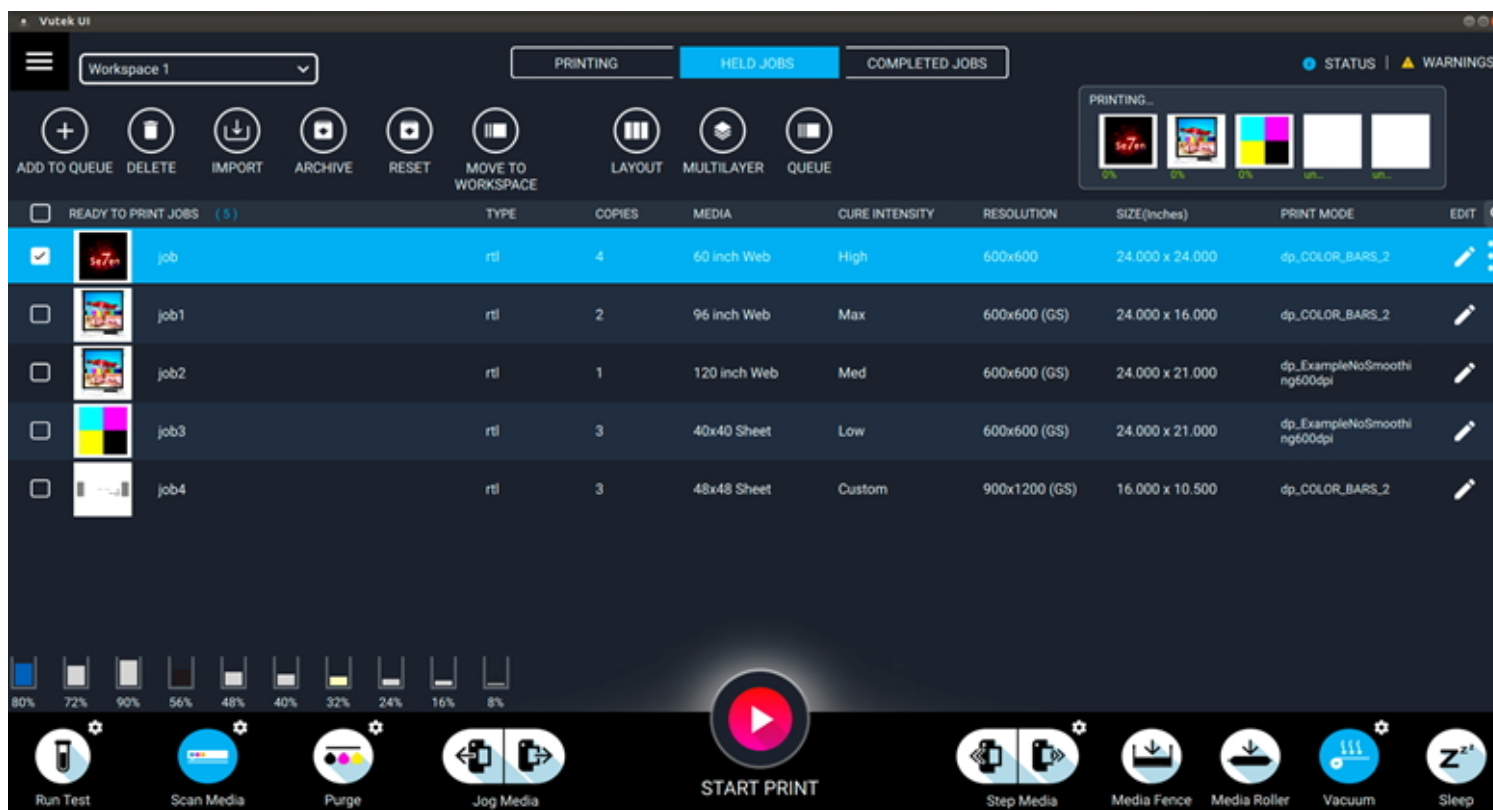 Vutek UI
Workspace 1
PRINTING
HELD JOBS
COMPLETED JOBS
STATUS | WARNINGS
PRINTING...
Se7en
0% 0% 0% un... un...
ADD TO QUEUE DELETE IMPORT ARCHIVE RESET MOVE TO WORKSPACE LAYOUT MULTILAYER QUEUE
READY TO PRINT JOBS (5) TYPE COPIES MEDIA CURE INTENSITY RESOLUTION SIZE(Inches) PRINT MODE EDIT
Se7en job rtl 4 60 inch Web High 600x600 24.000 x 24.000 dp_COLOR_BARS_2
job1 rtl 2 96 inch Web Max 600x600 (GS) 24.000 x 16.000 dp_COLOR_BARS_2
job2 rtl 1 120 inch Web Med 600x600 (GS) 24.000 x 21.000 dp_ExampleNoSmoothi
ng600dpi
job3 rtl 3 40x40 Sheet Low 600x600 (GS) 24.000 x 21.000 dp_ExampleNoSmoothi
ng600dpi
job4 rtl 3 48x48 Sheet Custom 900x1200 (GS) 16.000 x 10.500 dp_COLOR_BARS_2
80% 72% 90% 56% 48% 40% 32% 24% 16% 8%
Run Test Scan Media Purge Jog Media START PRINT Step Media Media Fence Media Roller Vacuum Sleep